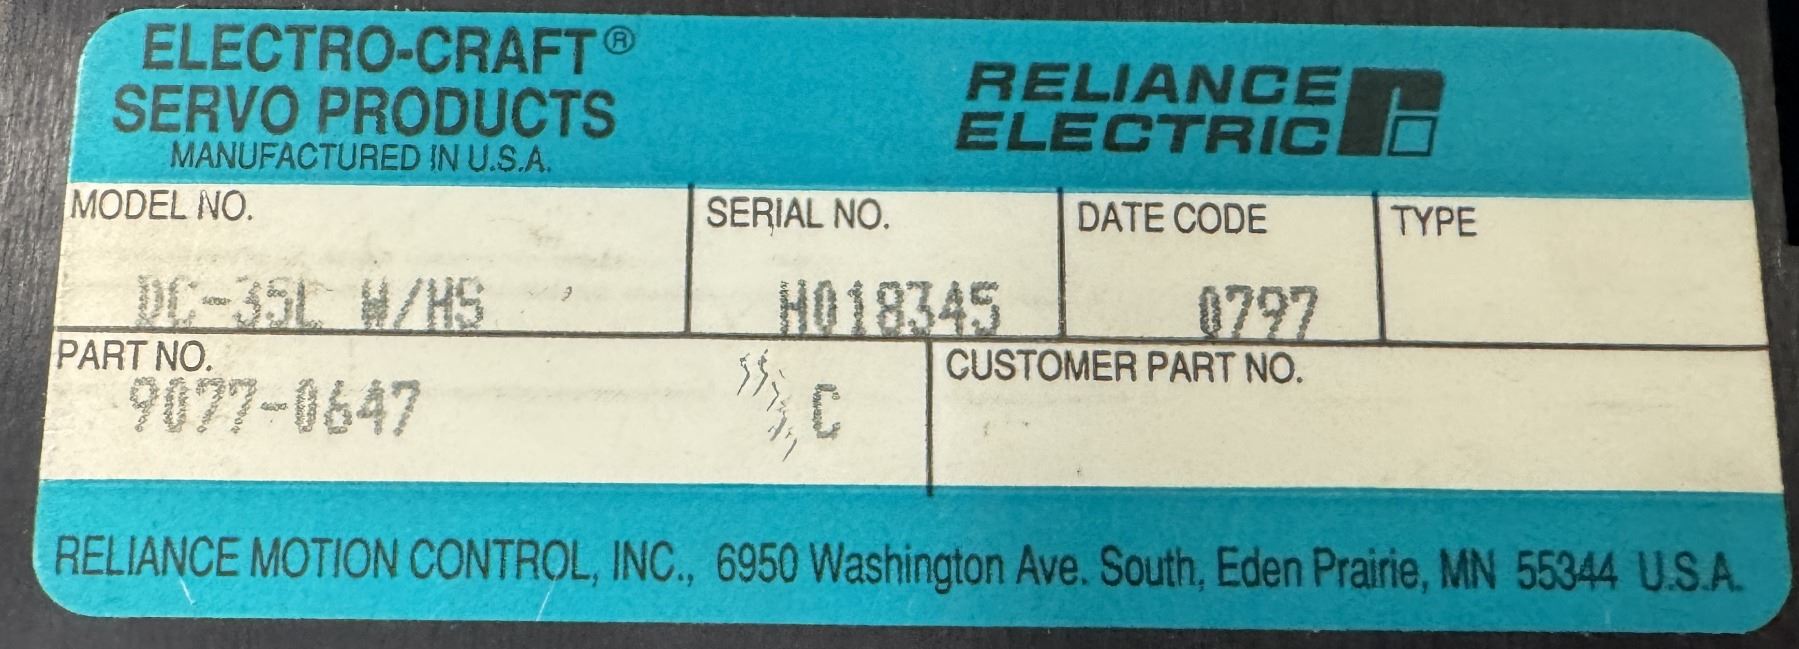 ELECTRO-CRAFT®
SERVO PRODUCTS
MANUFACTURED IN U.S.A.
RELIANCE
ELECTRIC
MODEL NO.
DC-35L W/HS
SERIAL NO.
H018345
DATE CODE
0797
TYPE
PART NO.
9077-0647 C
CUSTOMER PART NO.
RELIANCE MOTION CONTROL, INC., 6950 Washington Ave. South, Eden Prairie, MN 55344 U.S.A.